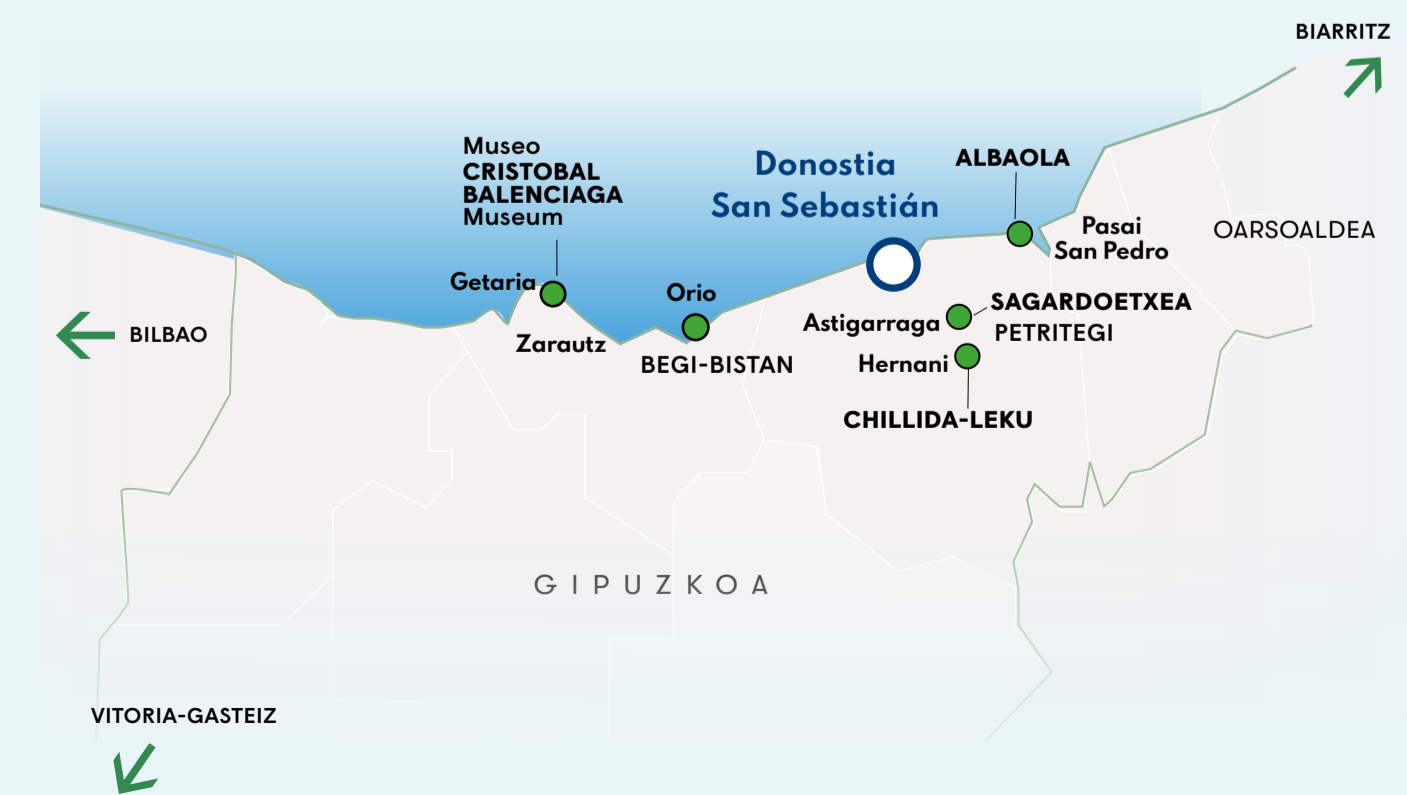 BIARRITZ
Museo
CRISTOBAL
BALENCIAGA
Museum
Donostia
San Sebastián
ALBAOLA
Pasai
San Pedro
OARSOALDEA
Getaria
Orio
Zarautz
BEGI-BISTAN
BILBAO
Astigarraga
SAGARDOETXEA
PETRITEGI
Hernani
CHILLIDA-LEKU
GIPUZKOA
VITORIA-GASTEIZ